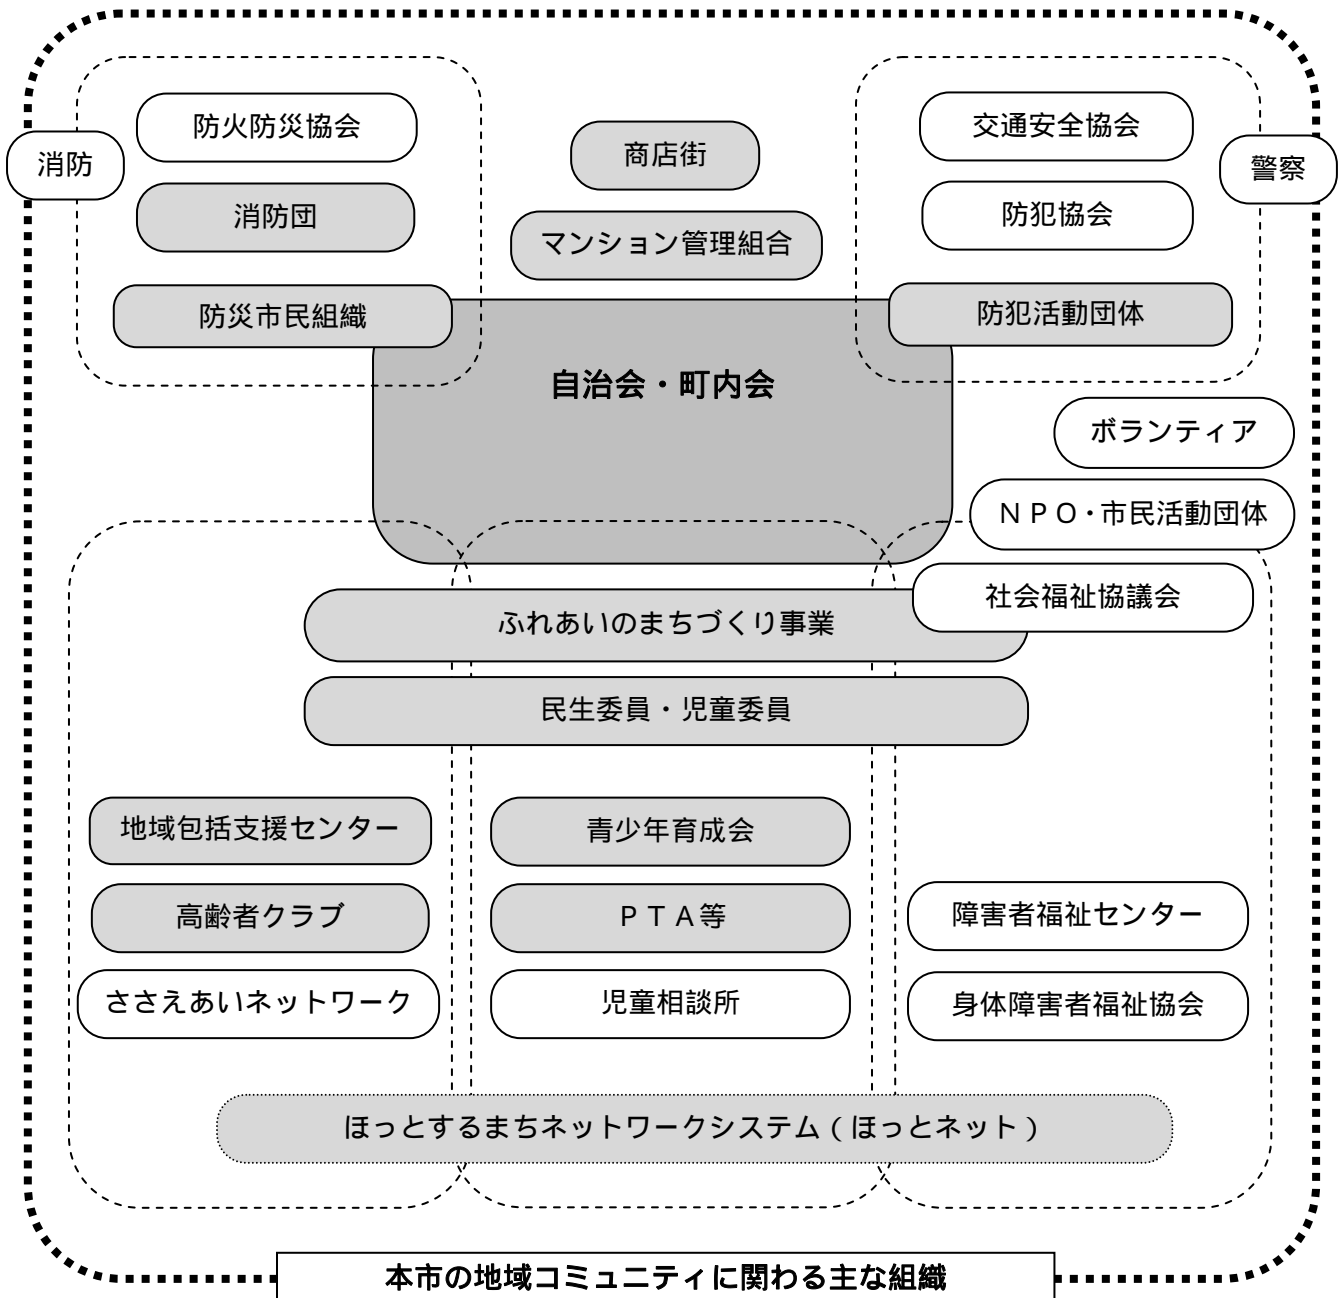 防火防災協会
交通安全協会
商店街
消防
警察
消防団
防犯協会
マンション管理組合
防災市民組織
防犯活動団体
自治会・町内会
ボランティア
ＮＰＯ・市民活動団体
社会福祉協議会
ふれあいのまちづくり事業
民生委員・児童委員
地域包括支援センター
青少年育成会
高齢者クラブ
ＰＴＡ等
障害者福祉センター
ささえあいネットワーク
児童相談所
身体障害者福祉協会
ほっとするまちネットワークシステム（ほっとネット）
本市の地域コミュニティに関わる主な組織